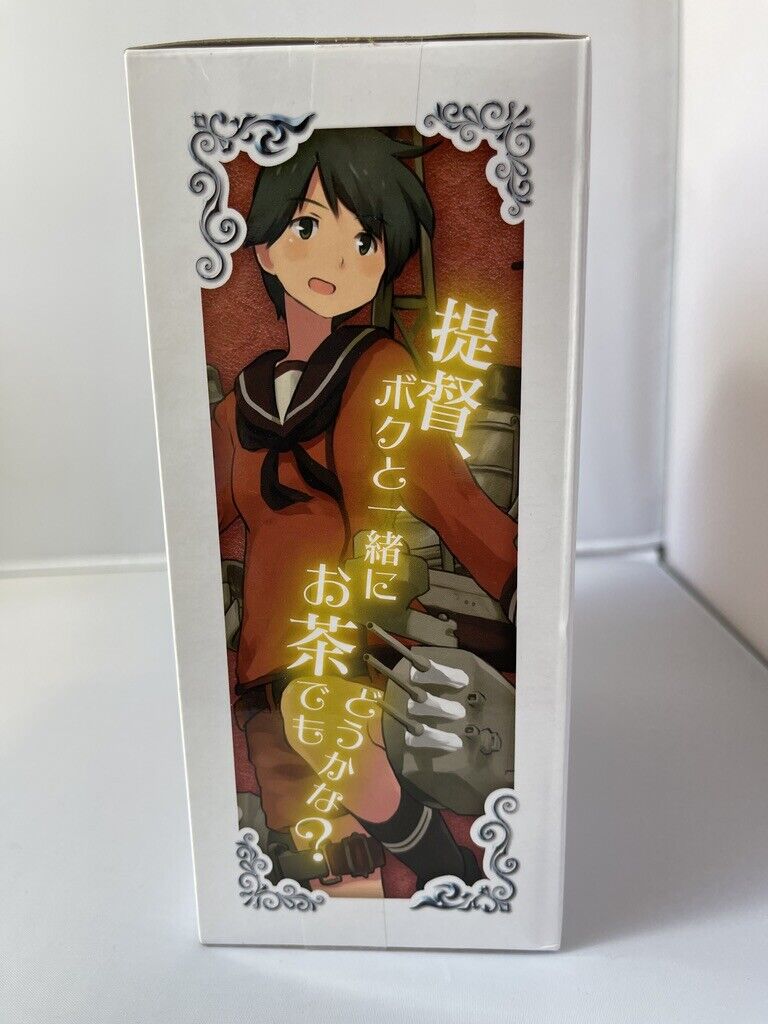 提督、
ボクと一緒に
お茶でも
どうかな?